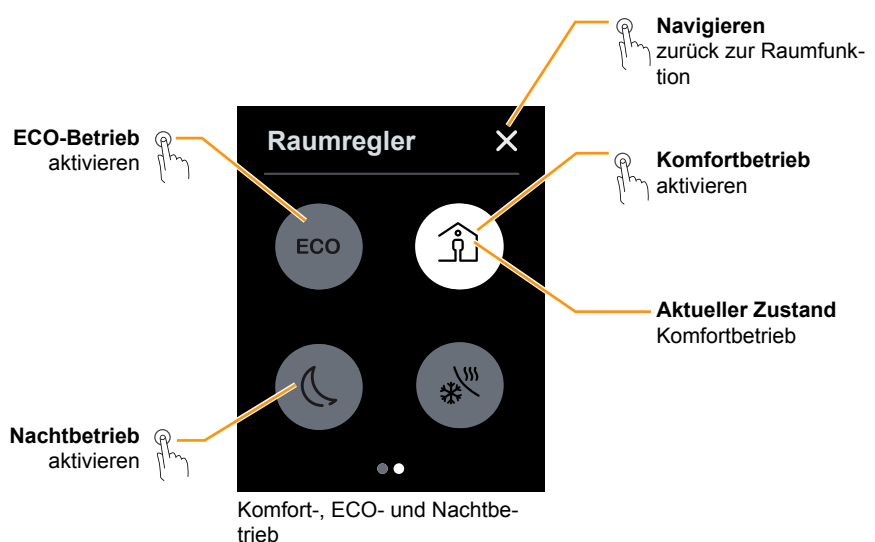 Navigieren
zurück zur Raumfunk-
tion
ECO-Betrieb
aktivieren
Raumregler
Komfortbetrieb
aktivieren
ECO
Aktueller Zustand
Komfortbetrieb
Nachtbetrieb
aktivieren
Komfort-, ECO- und Nachtbe-
trieb